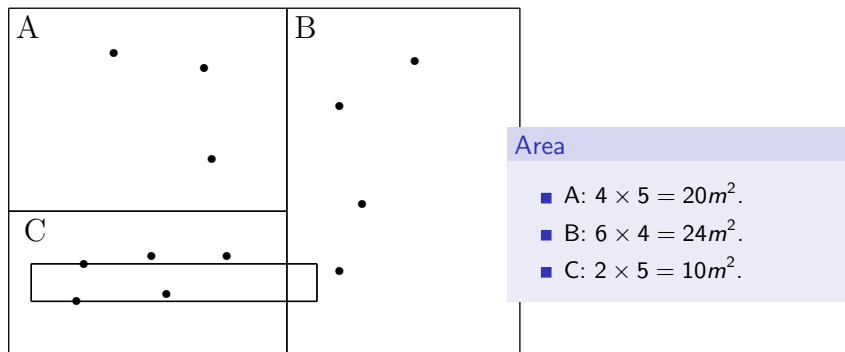 A
B
C
Area
A: 4 × 5 = 20m².
B: 6 × 4 = 24m².
C: 2 × 5 = 10m².